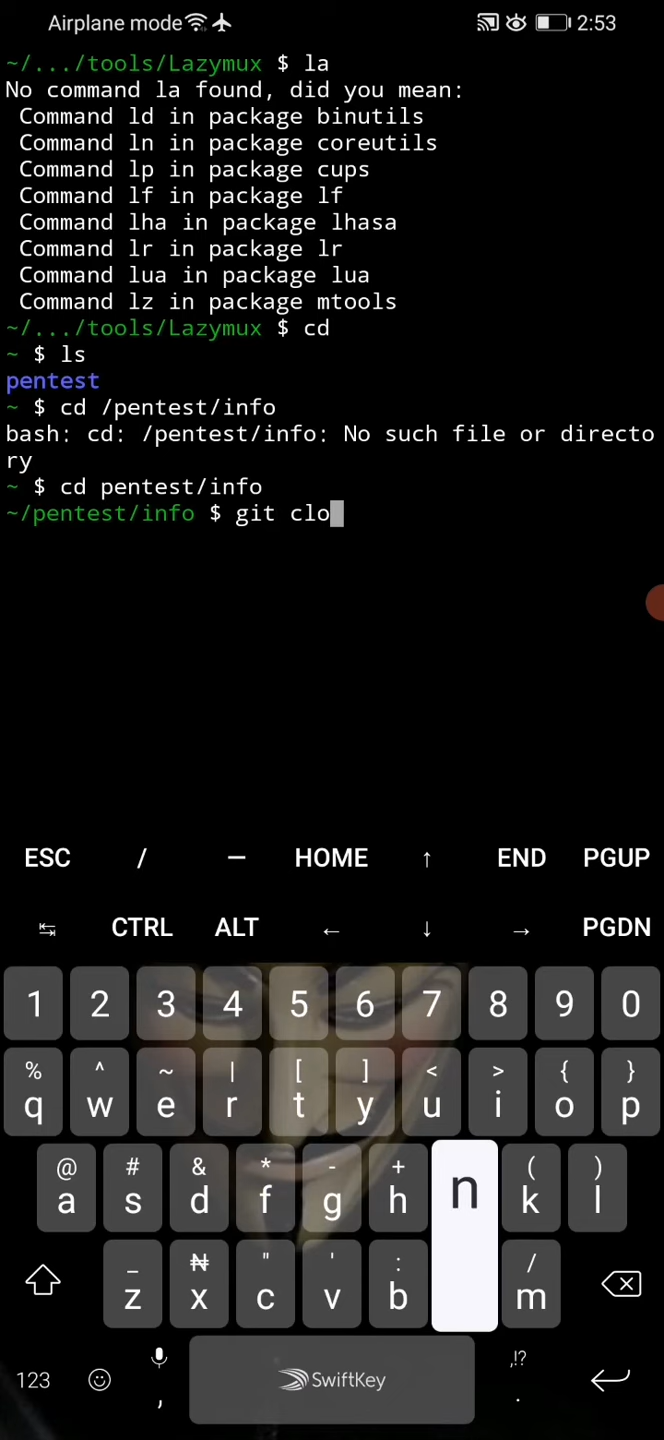 Airplane mode 2:53
~/.../tools/Lazymux $ la
No command la found, did you mean:
 Command ld in package binutils
 Command ln in package coreutils
 Command lp in package cups
 Command lf in package lf
 Command lha in package lhasa
 Command lr in package lr
 Command lua in package lua
 Command lz in package mtools
~/.../tools/Lazymux $ cd
~ $ ls
pentest
~ $ cd /pentest/info
bash: cd: /pentest/info: No such file or directo
ry
~ $ cd pentest/info
~/pentest/info $ git clo
ESC / — HOME ↑ END PGUP
↹ CTRL ALT ← ↓ → PGDN
1 2 3 4 5 6 7 8 9 0
% ^ ~ | [ ] < > { }
q w e r t y u i o p
@ # & * - + ( )
a s d f g h n k l
_ ₦ " ' : /
z x c v b m
,!?
123 , SwiftKey .